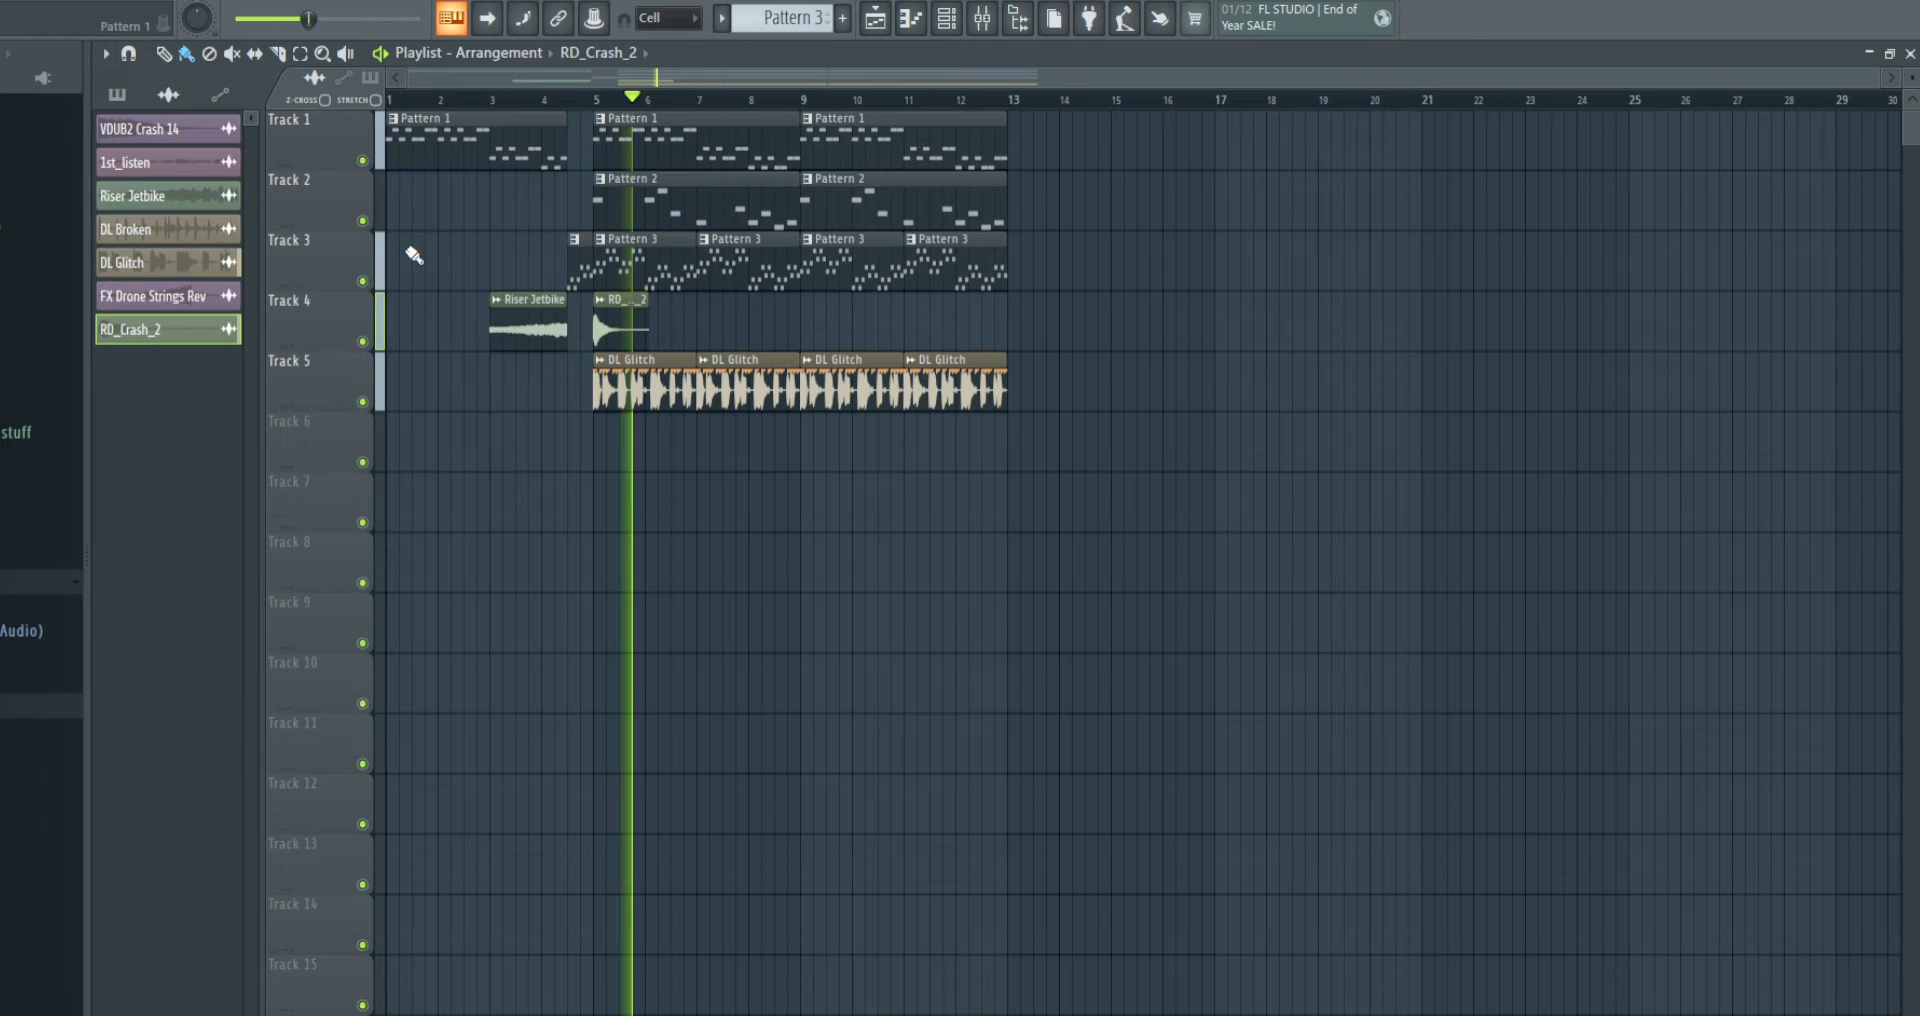 Pattern 1
Cell
Pattern 3
+
01/12 FL STUDIO | End of
Year SALE!
Playlist - Arrangement › RD_Crash_2 ›
Z-CROSS STRETCH
1 2 3 4 5 6 7 8 9 10 11 12 13 14 15 16 17 18 19 20 21 22 23 24 25 26 27 28 29 30
VDUB2 Crash 14
1st_listen
Riser Jetbike
DL Broken
DL Glitch
FX Drone Strings Rev
RD_Crash_2
stuff
Audio)
Track 1
Pattern 1 Pattern 1 Pattern 1
Track 2
Pattern 2 Pattern 2
Track 3
Pattern 3 Pattern 3 Pattern 3 Pattern 3
Track 4
Riser Jetbike RD_..._2
Track 5
DL Glitch DL Glitch DL Glitch DL Glitch
Track 6
Track 7
Track 8
Track 9
Track 10
Track 11
Track 12
Track 13
Track 14
Track 15